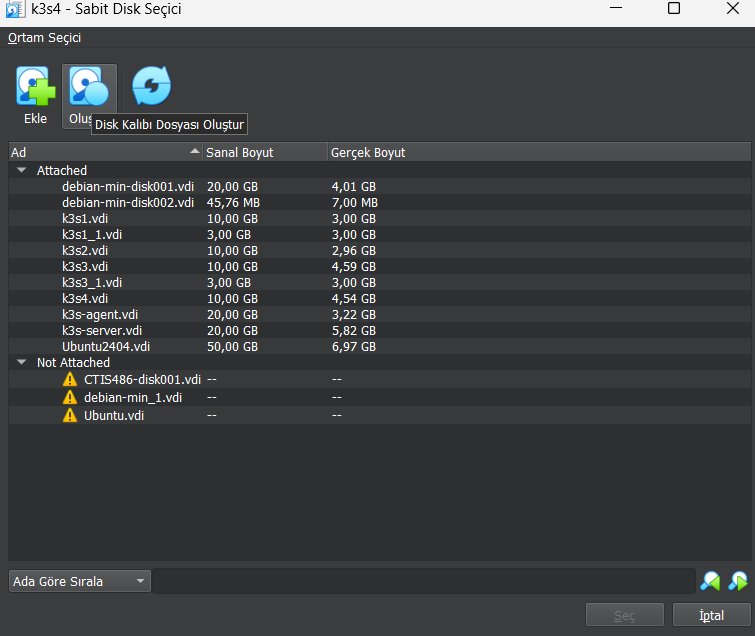 k3s4 - Sabit Disk Seçici
Ortam Seçici
Ekle
Disk Kalıbı Dosyası Oluştur
Ad Sanal Boyut Gerçek Boyut
Attached
debian-min-disk001.vdi 20,00 GB 4,01 GB
debian-min-disk002.vdi 45,76 MB 7,00 MB
k3s1.vdi 10,00 GB 3,00 GB
k3s1_1.vdi 3,00 GB 3,00 GB
k3s2.vdi 10,00 GB 2,96 GB
k3s3.vdi 10,00 GB 4,59 GB
k3s3_1.vdi 3,00 GB 3,00 GB
k3s4.vdi 10,00 GB 4,54 GB
k3s-agent.vdi 20,00 GB 3,22 GB
k3s-server.vdi 20,00 GB 5,82 GB
Ubuntu2404.vdi 50,00 GB 6,97 GB
Not Attached
CTIS486-disk001.vdi -- --
debian-min_1.vdi -- --
Ubuntu.vdi -- --
Ada Göre Sırala
Seç İptal